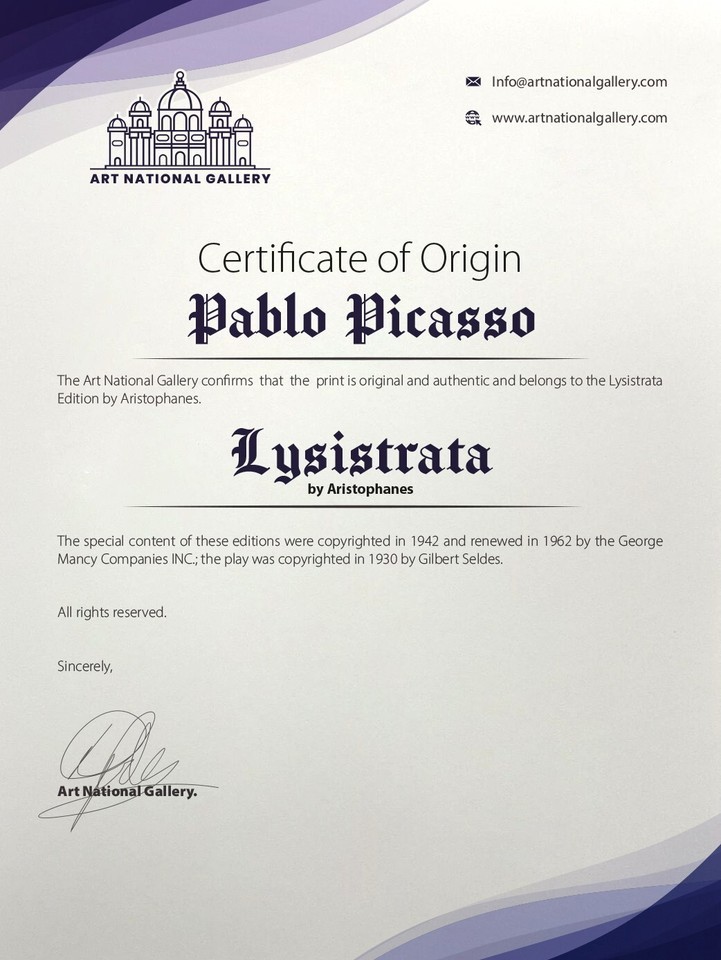 Info@artnationalgallery.com
www.artnationalgallery.com
ART NATIONAL GALLERY
Certificate of Origin
Pablo Picasso
The Art National Gallery confirms that the print is original and authentic and belongs to the Lysistrata
Edition by Aristophanes.
Lysistrata
by Aristophanes
The special content of these editions were copyrighted in 1942 and renewed in 1962 by the George
Mancy Companies INC.; the play was copyrighted in 1930 by Gilbert Seldes.
All rights reserved.
Sincerely,
Art National Gallery.